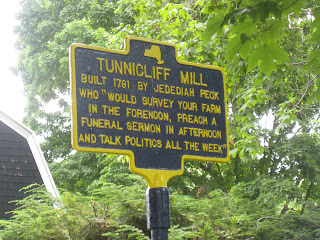 TUNNICLIFF MILL
BUILT 1791 BY JEDEDIAH PECK
WHO "WOULD SURVEY YOUR FARM
IN THE FORENOON, PREACH A
FUNERAL SERMON IN AFTERNOON
AND TALK POLITICS ALL THE WEEK"